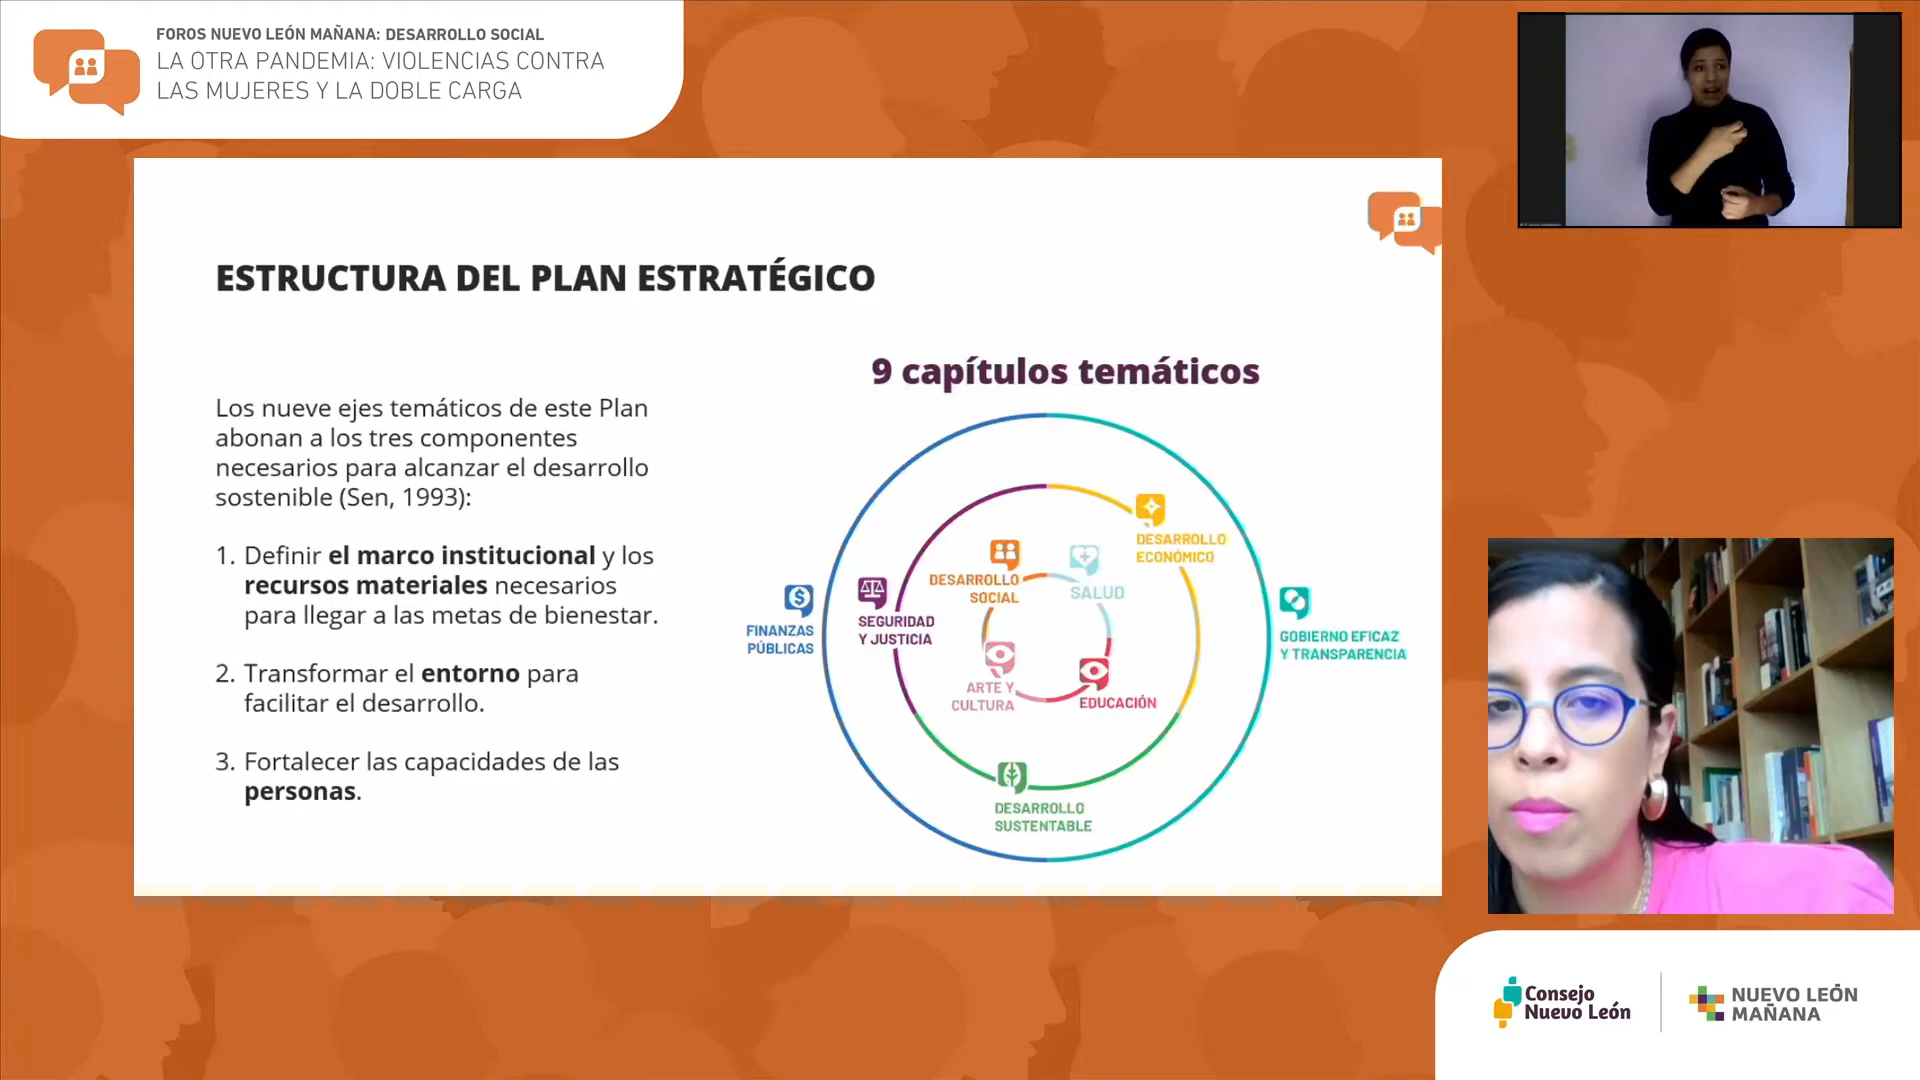 FOROS NUEVO LEÓN MAÑANA: DESARROLLO SOCIAL
LA OTRA PANDEMIA: VIOLENCIAS CONTRA
LAS MUJERES Y LA DOBLE CARGA
ESTRUCTURA DEL PLAN ESTRATÉGICO
Los nueve ejes temáticos de este Plan
abonan a los tres componentes
necesarios para alcanzar el desarrollo
sostenible (Sen, 1993):
1. Definir el marco institucional y los
recursos materiales necesarios
para llegar a las metas de bienestar.
2. Transformar el entorno para
facilitar el desarrollo.
3. Fortalecer las capacidades de las
personas.
9 capítulos temáticos
DESARROLLO
ECONÓMICO
DESARROLLO
SOCIAL
SALUD
FINANZAS
PÚBLICAS
SEGURIDAD
Y JUSTICIA
GOBIERNO EFICAZ
Y TRANSPARENCIA
ARTE Y
CULTURA
EDUCACIÓN
DESARROLLO
SUSTENTABLE
Consejo
Nuevo León
NUEVO LEÓN
MAÑANA